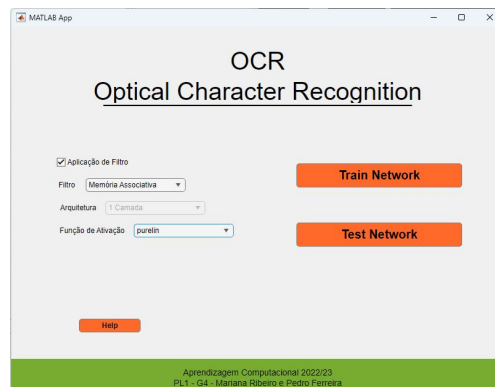 MATLAB App
OCR
Optical Character Recognition
Aplicação de Filtro
Filtro Memória Associativa
Train Network
Arquitetura 1 Camada
Função de Ativação purelin
Test Network
Help
Aprendizagem Computacional 2022/23
PL1 - G4 - Mariana Ribeiro e Pedro Ferreira